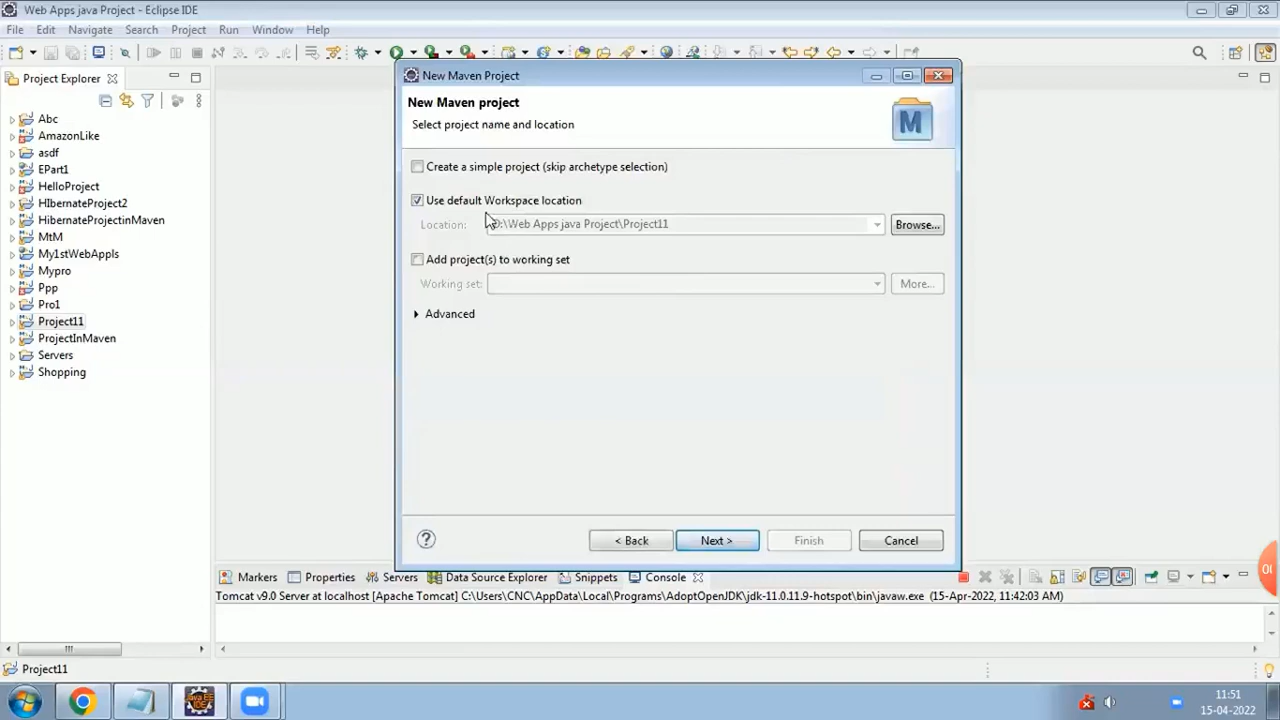 Web Apps java Project - Eclipse IDE
File Edit Navigate Search Project Run Window Help
Project Explorer
Abc
AmazonLike
asdf
EPart1
HelloProject
HIbernateProject2
HibernateProjectinMaven
MtM
My1stWebAppls
Mypro
Ppp
Pro1
Project11
ProjectInMaven
Servers
Shopping
New Maven Project
New Maven project
Select project name and location
M
Create a simple project (skip archetype selection)
Use default Workspace location
Location: D:\Web Apps java Project\Project11 Browse...
Add project(s) to working set
Working set: More...
Advanced
? < Back Next > Finish Cancel
Markers Properties Servers Data Source Explorer Snippets Console
Tomcat v9.0 Server at localhost [Apache Tomcat] C:\Users\CNC\AppData\Local\Programs\AdoptOpenJDK\jdk-11.0.11.9-hotspot\bin\javaw.exe (15-Apr-2022, 11:42:03 AM)
Project11
Java EE
IDE
11:51
15-04-2022